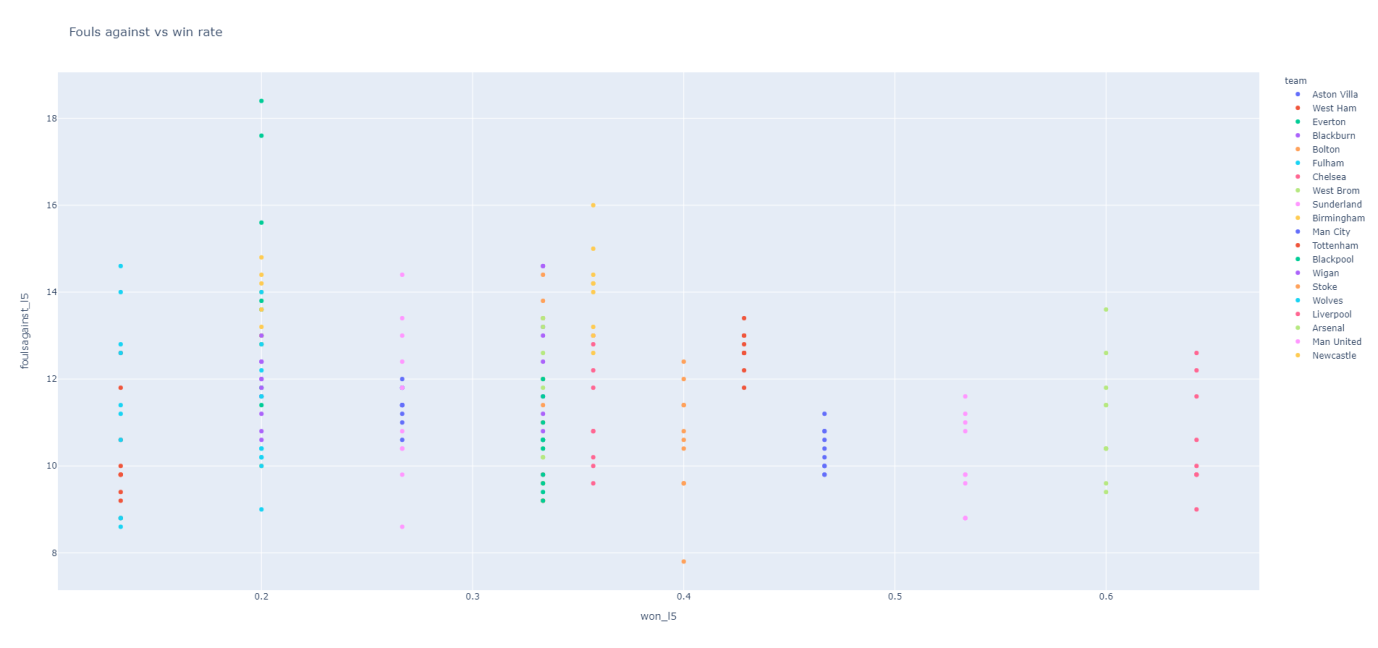 Fouls against vs win rate
foulsagainst_l5
18
16
14
12
10
8
0.2
0.3
0.4
0.5
0.6
won_l5
team
Aston Villa
West Ham
Everton
Blackburn
Bolton
Fulham
Chelsea
West Brom
Sunderland
Birmingham
Man City
Tottenham
Blackpool
Wigan
Stoke
Wolves
Liverpool
Arsenal
Man United
Newcastle